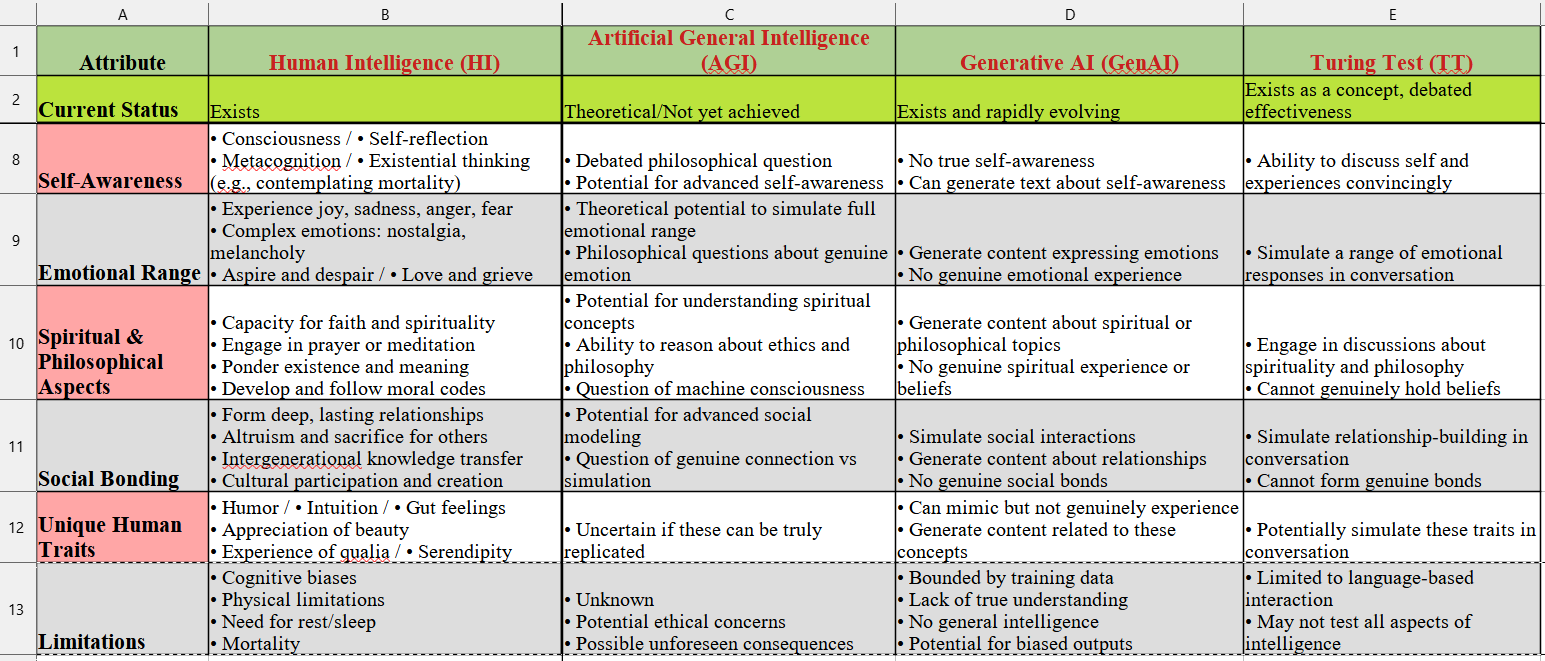 A B C D E
1 Attribute Human Intelligence (HI) Artificial General Intelligence (AGI) Generative AI (GenAI) Turing Test (TT)
2 Current Status
Exists
Theoretical/Not yet achieved
Exists and rapidly evolving
Exists as a concept, debated
effectiveness
8 Self-Awareness
• Consciousness / • Self-reflection
• Metacognition / • Existential thinking
(e.g., contemplating mortality)
• Debated philosophical question
• Potential for advanced self-awareness
• No true self-awareness
• Can generate text about self-awareness
• Ability to discuss self and
experiences convincingly
9 Emotional Range
• Experience joy, sadness, anger, fear
• Complex emotions: nostalgia,
melancholy
• Aspire and despair / • Love and grieve
• Theoretical potential to simulate full
emotional range
• Philosophical questions about genuine
emotion
• Generate content expressing emotions
• No genuine emotional experience
• Simulate a range of emotional
responses in conversation
10 Spiritual &
Philosophical
Aspects
• Capacity for faith and spirituality
• Engage in prayer or meditation
• Ponder existence and meaning
• Develop and follow moral codes
• Potential for understanding spiritual
concepts
• Ability to reason about ethics and
philosophy
• Question of machine consciousness
• Generate content about spiritual or
philosophical topics
• No genuine spiritual experience or
beliefs
• Engage in discussions about
spirituality and philosophy
• Cannot genuinely hold beliefs
11 Social Bonding
• Form deep, lasting relationships
• Altruism and sacrifice for others
• Intergenerational knowledge transfer
• Cultural participation and creation
• Potential for advanced social
modeling
• Question of genuine connection vs
simulation
• Simulate social interactions
• Generate content about relationships
• No genuine social bonds
• Simulate relationship-building in
conversation
• Cannot form genuine bonds
12 Unique Human
Traits
• Humor / • Intuition / • Gut feelings
• Appreciation of beauty
• Experience of qualia / • Serendipity
• Uncertain if these can be truly
replicated
• Can mimic but not genuinely experience
• Generate content related to these
concepts
• Potentially simulate these traits in
conversation
13 Limitations
• Cognitive biases
• Physical limitations
• Need for rest/sleep
• Mortality
• Unknown
• Potential ethical concerns
• Possible unforeseen consequences
• Bounded by training data
• Lack of true understanding
• No general intelligence
• Potential for biased outputs
• Limited to language-based
interaction
• May not test all aspects of
intelligence